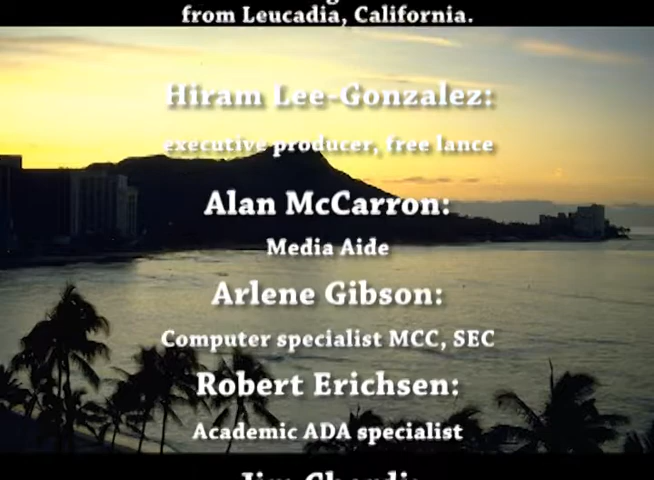 from Leucadia, California.
Hiram Lee-Gonzalez:
executive producer, free lance
Alan McCarron:
Media Aide
Arlene Gibson:
Computer specialist MCC, SEC
Robert Erichsen:
Academic ADA specialist